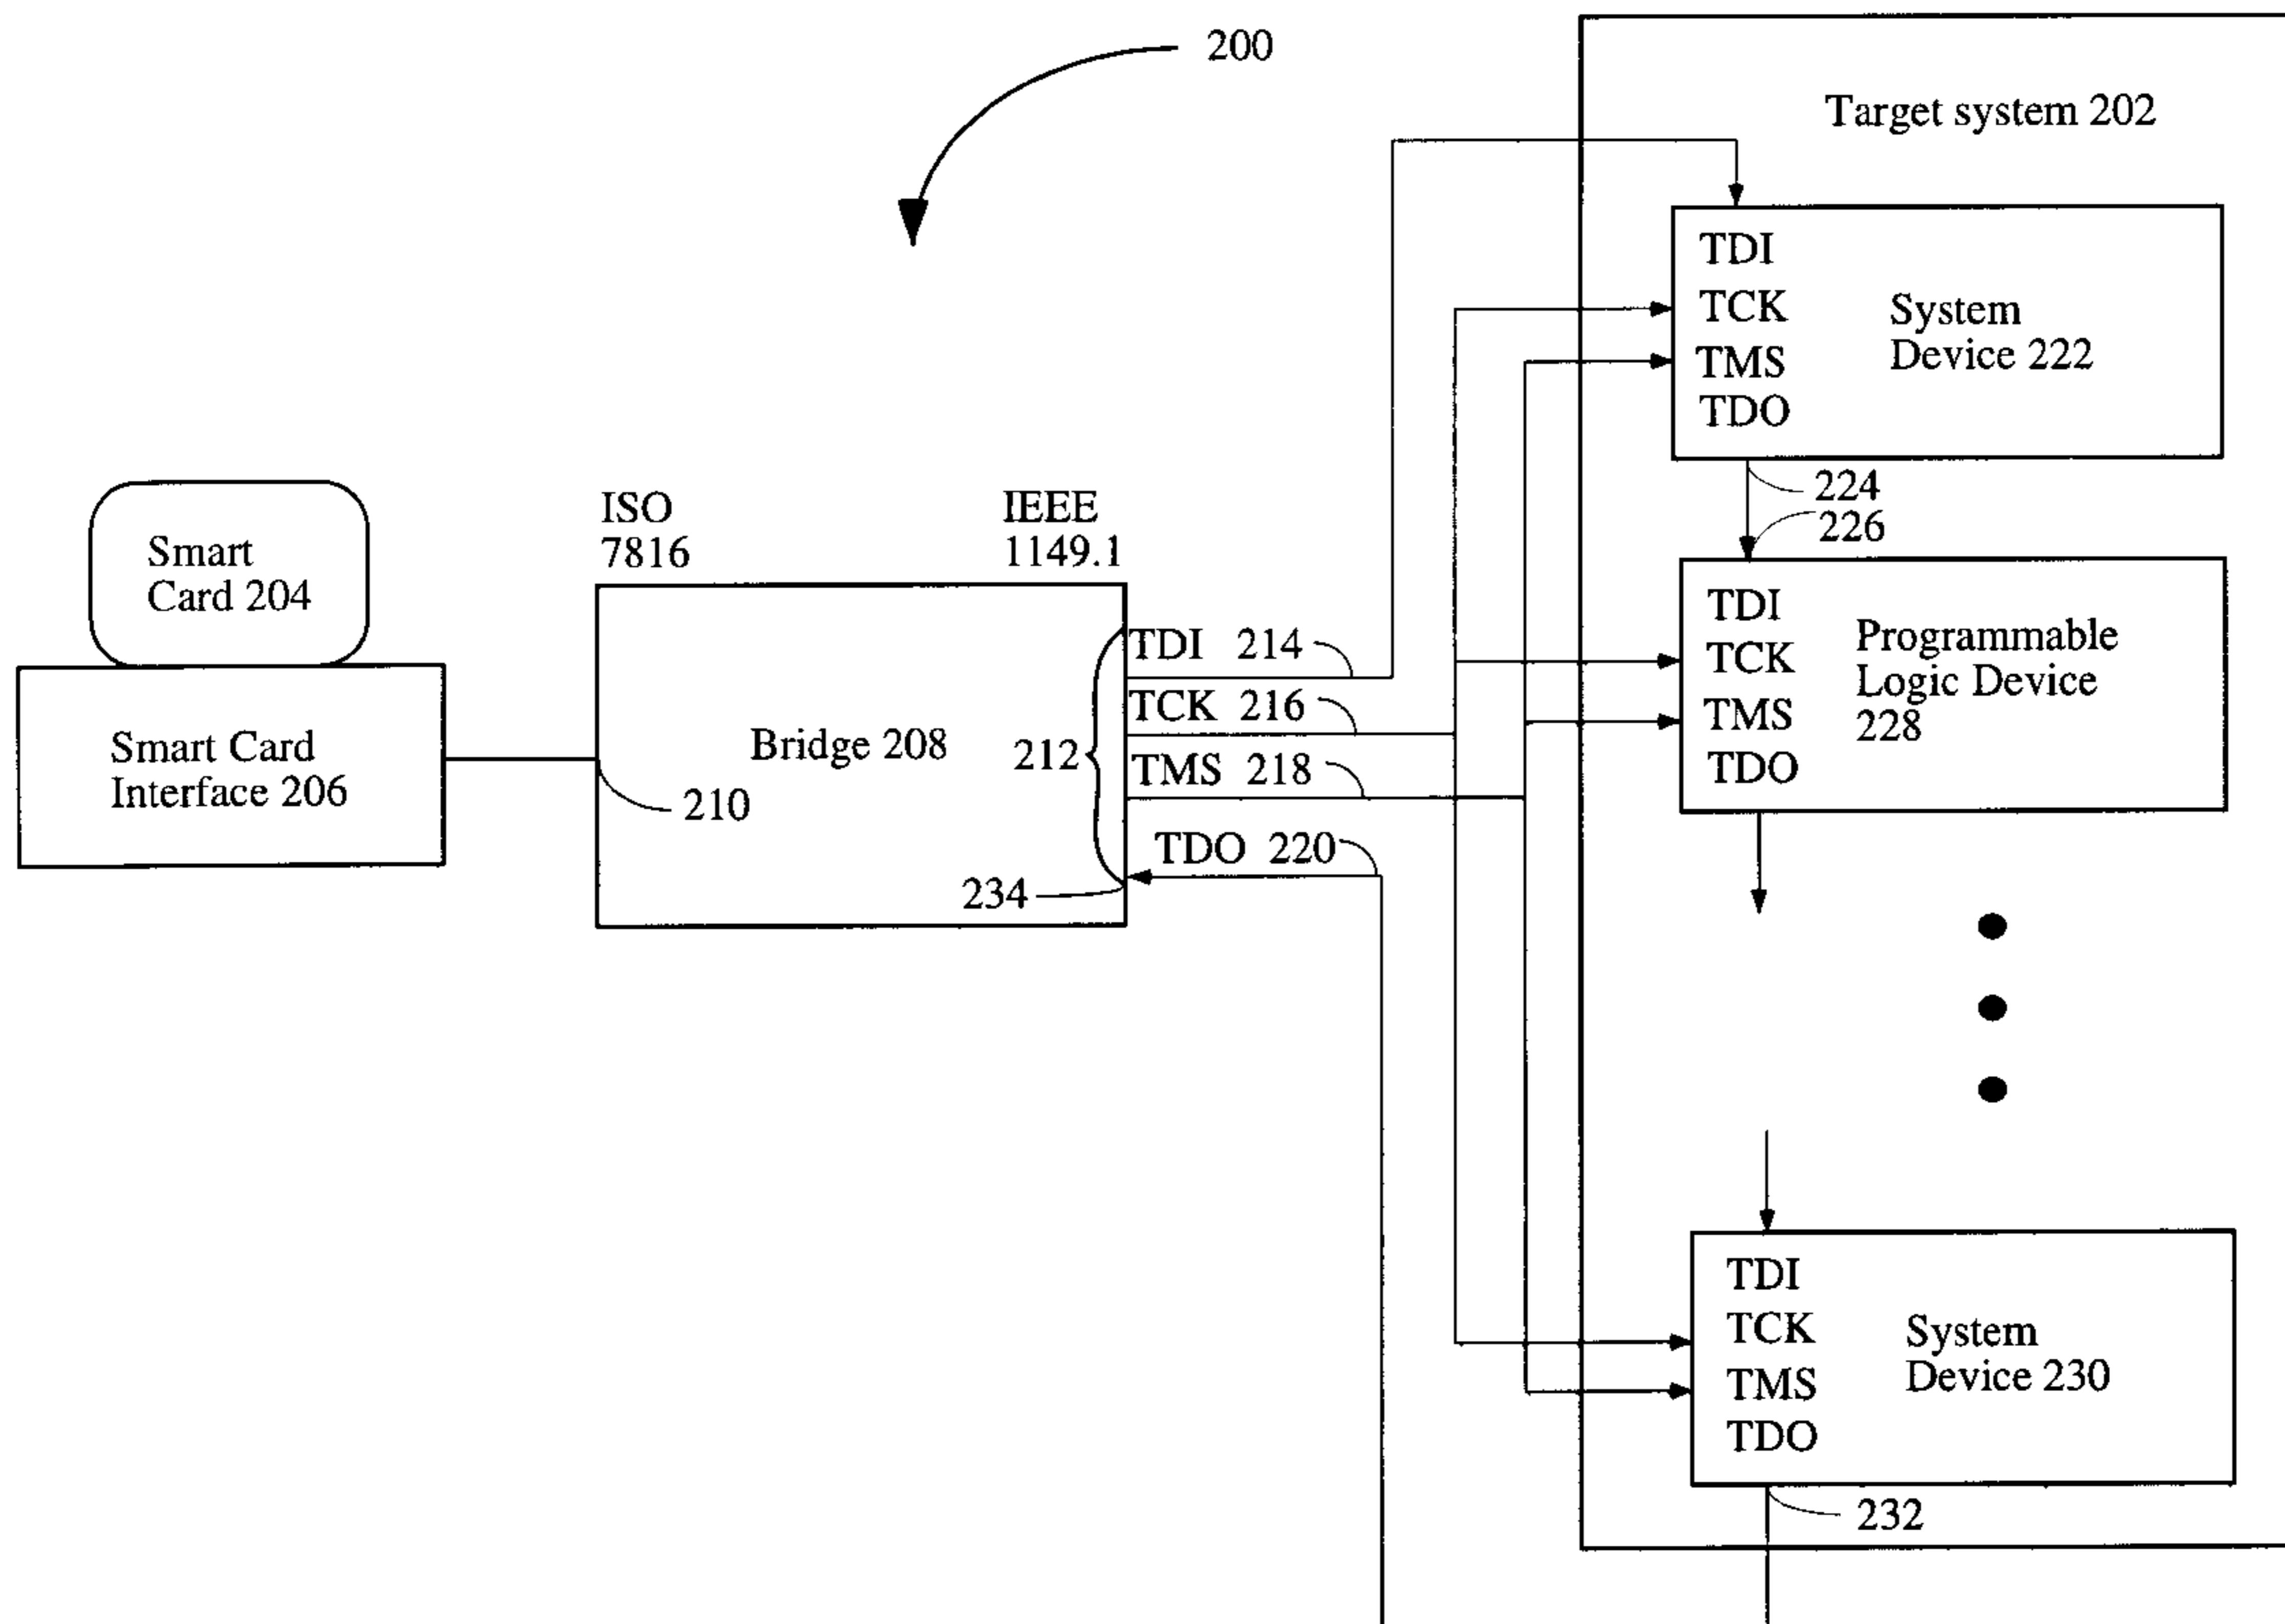 200
Target system 202
TDI
TCK
TMS
TDO
System
Device 222
224
226
Smart
Card 204
Smart Card
Interface 206
ISO
7816
IEEE
1149.1
Bridge 208
210
212
234
TDI 214
TCK 216
TMS 218
TDO 220
TDI
TCK
TMS
TDO
Programmable
Logic Device
228
TDI
TCK
TMS
TDO
System
Device 230
232